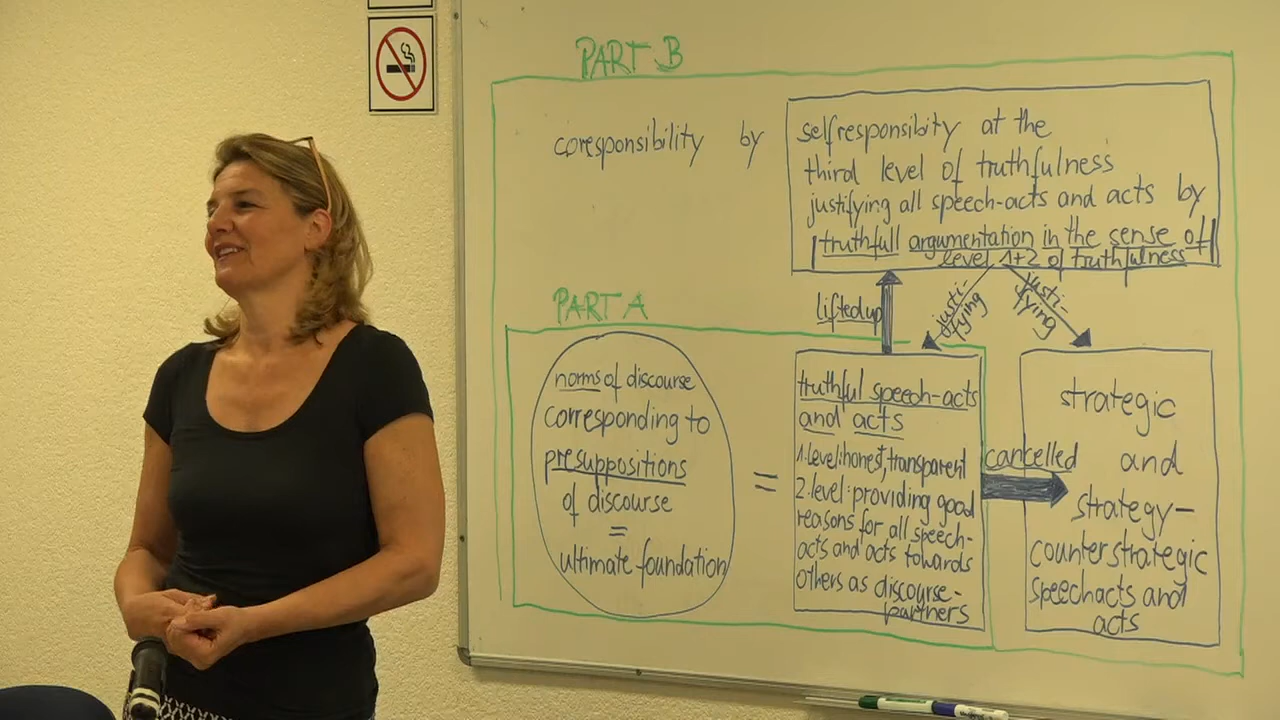 PART B
coresponsibility by
selfresponsibity at the
third level of truthfulness
justifying all speech-acts and acts by
truthfull argumentation in the sense of
level 1+2 of truthfulness
lifted up
justi-
fying
justi-
fying
PART A
norms of discourse
corresponding to
presuppositions
of discourse
=
ultimate foundation
=
truthful speech-acts
and acts
1.level:honest,transparent
2.level:providing good
reasons for all speech-
acts and acts towards
others as discourse-
partners
cancelled
strategic
and
strategy-
counterstrategic
speechacts and
acts